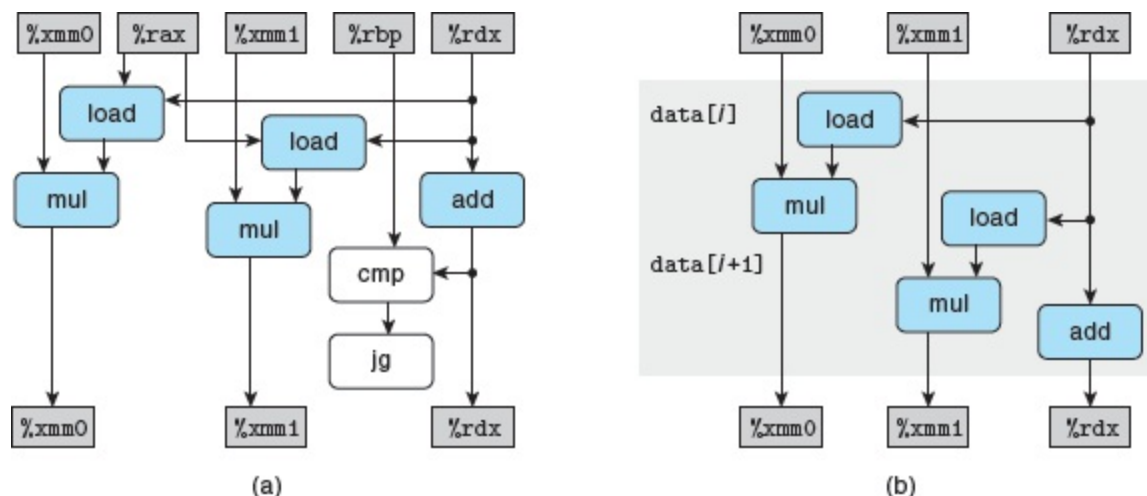 %xmm0 %rax %xmm1 %rbp %rdx
load
load
mul
add
mul
cmp
jg
%xmm0 %xmm1 %rdx
(a)
%xmm0 %xmm1 %rdx
data[i]
load
mul
load
data[i+1]
mul
add
%xmm0 %xmm1 %rdx
(b)